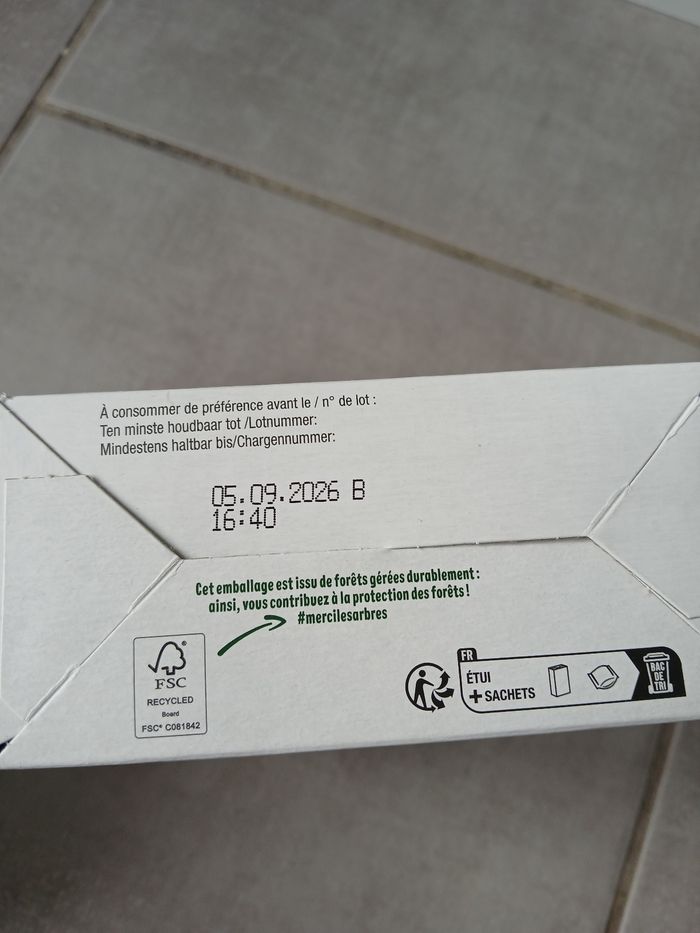 À consommer de préférence avant le / n° de lot :
Ten minste houdbaar tot /Lotnummer:
Mindestens haltbar bis/Chargennummer:
05.09.2026 B
16:40
Cet emballage est issu de forêts gérées durablement :
ainsi, vous contribuez à la protection des forêts !
#mercilesarbres
FSC
RECYCLED
Board
FSC® C081842
FR
ÉTUI
+ SACHETS
BAC
DE
TRI